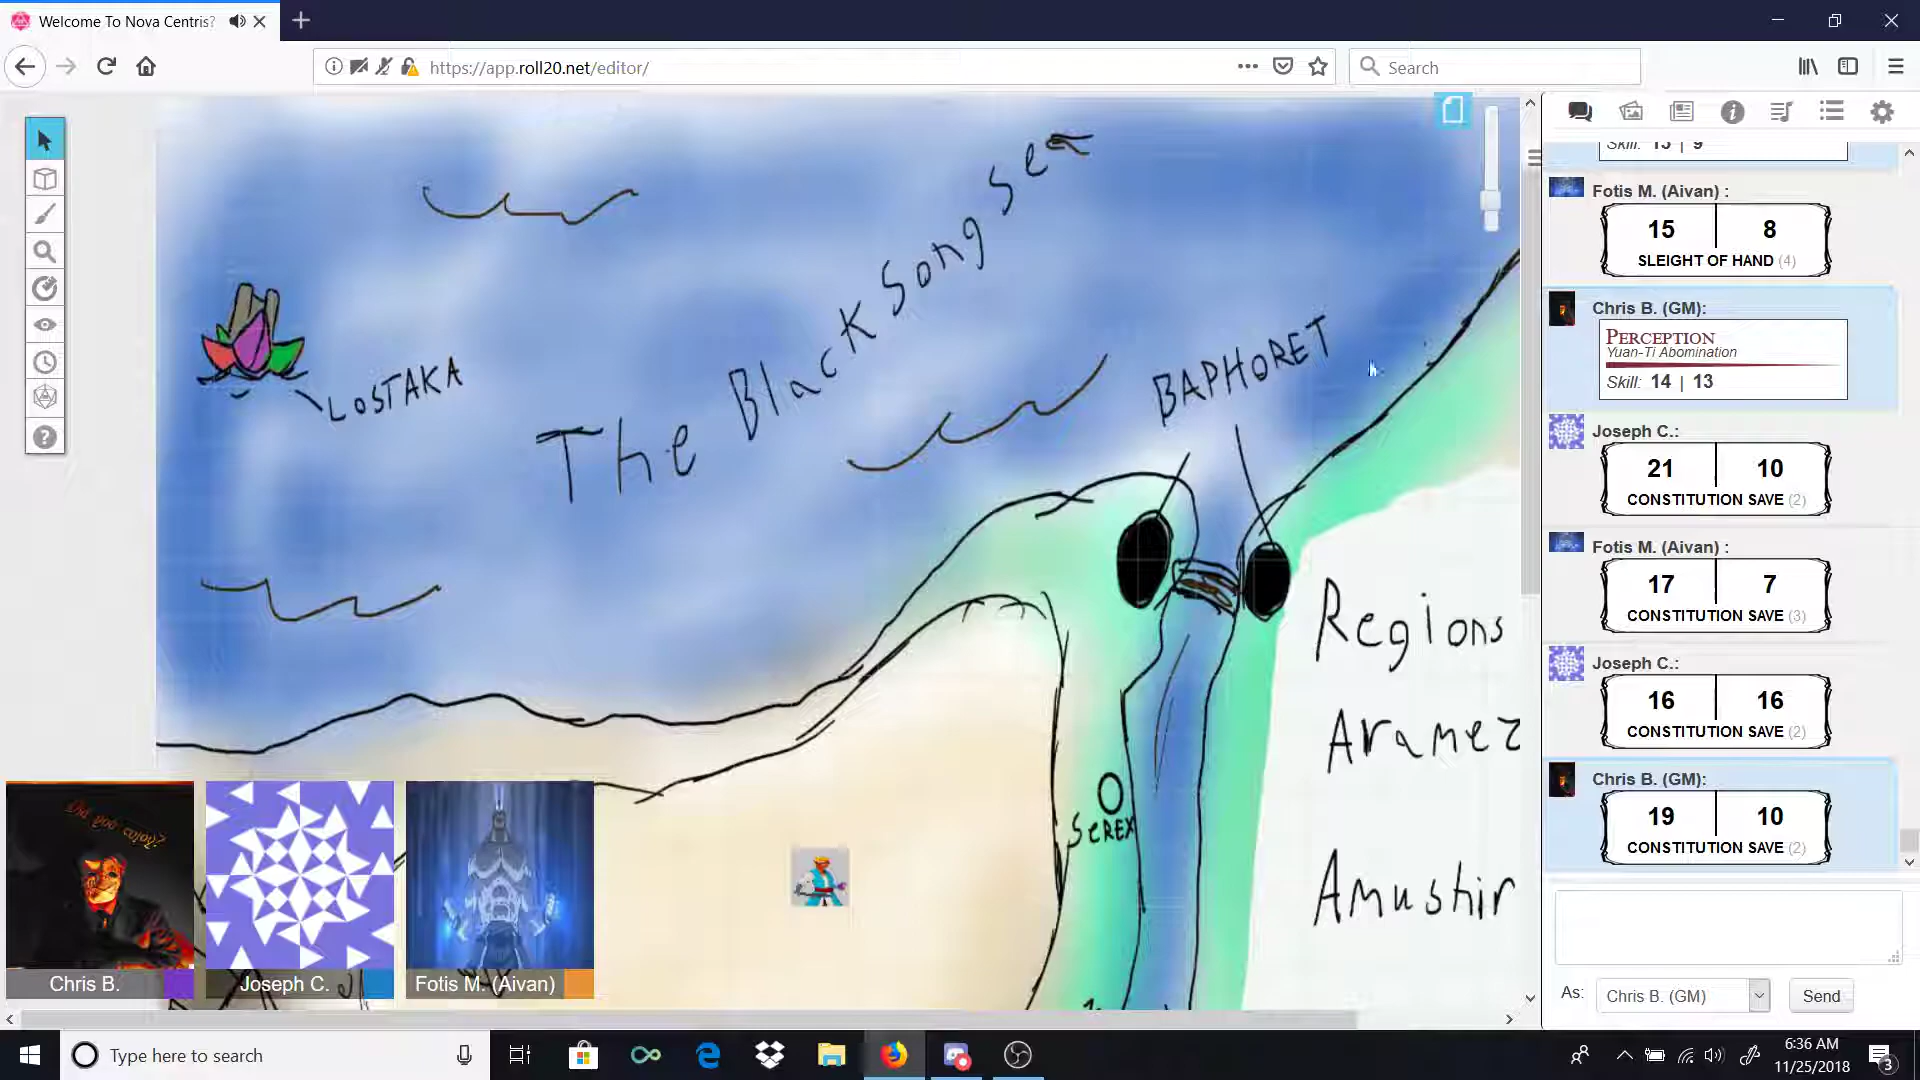 Welcome To Nova Centris?
https://app.roll20.net/editor/
Search
The Black Song Sea
LOSTAKA
BAPHORET
SEREX
Regions
Aramez
Amushir
Skill: 15 | 9
Fotis M. (Aivan) :
15 8
SLEIGHT OF HAND (4)
Chris B. (GM):
PERCEPTION
Yuan-Ti Abomination
Skill: 14 | 13
Joseph C.:
21 10
CONSTITUTION SAVE (2)
Fotis M. (Aivan) :
17 7
CONSTITUTION SAVE (3)
Joseph C.:
16 16
CONSTITUTION SAVE (2)
Chris B. (GM):
19 10
CONSTITUTION SAVE (2)
As: Chris B. (GM) Send
Chris B.
Joseph C.
Fotis M. (Aivan)
Type here to search
6:36 AM
11/25/2018
3